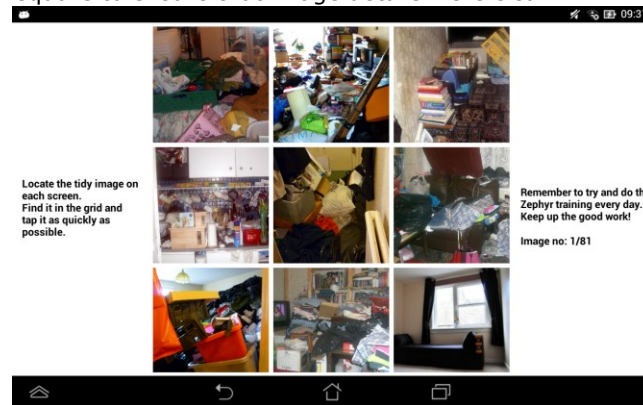 09:3
Locate the tidy image on
each screen.
Find it in the grid and
tap it as quickly as
possible.
Remember to try and do th
Zephyr training every day.
Keep up the good work!
Image no: 1/81